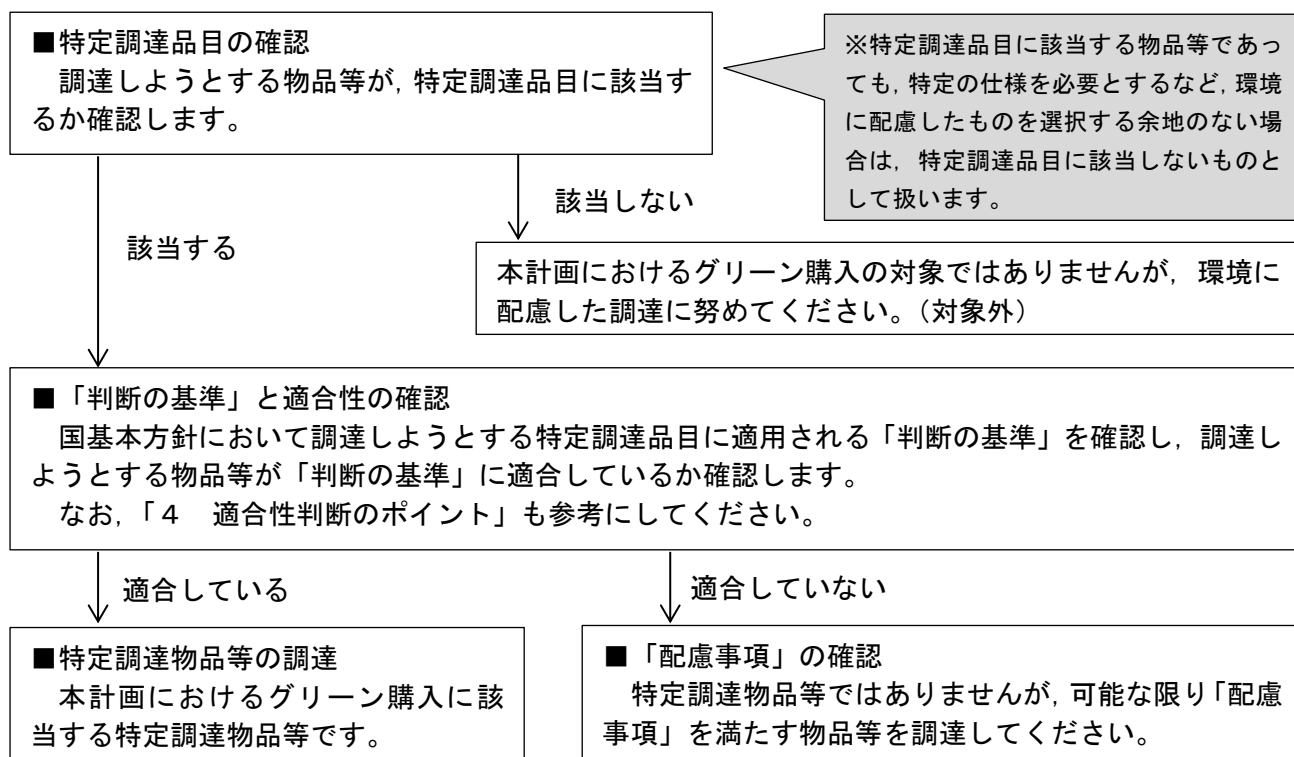 ■特定調達品目の確認
調達しようとする物品等が，特定調達品目に該当す
るか確認します。
※特定調達品目に該当する物品等であっ
ても，特定の仕様を必要とするなど，環境
に配慮したものを選択する余地のない場
合は，特定調達品目に該当しないものと
して扱います。
該当しない
該当する
本計画におけるグリーン購入の対象ではありませんが，環境に
配慮した調達に努めてください。（対象外）
■「判断の基準」と適合性の確認
国基本方針において調達しようとする特定調達品目に適用される「判断の基準」を確認し，調達し
ようとする物品等が「判断の基準」に適合しているか確認します。
なお，「４　適合性判断のポイント」も参考にしてください。
適合している
適合していない
■特定調達物品等の調達
本計画におけるグリーン購入に該
当する特定調達物品等です。
■「配慮事項」の確認
特定調達物品等ではありませんが，可能な限り「配慮
事項」を満たす物品等を調達してください。